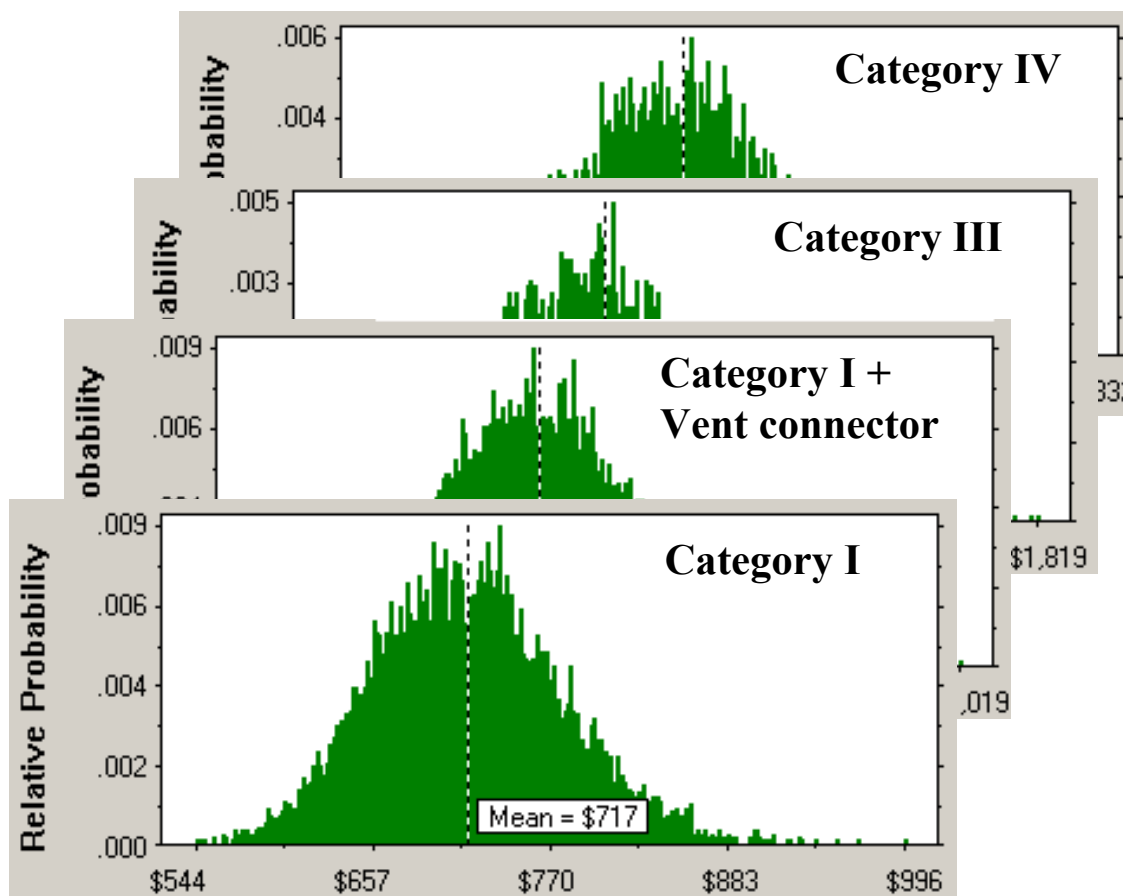 .006
.004
Category IV
.005
.003
Category III
.009
.006
Category I +
Vent connector
$1,819
,019
Relative Probability
.009
.006
.004
.002
.000
Category I
Mean = $717
$544 $657 $770 $883 $996